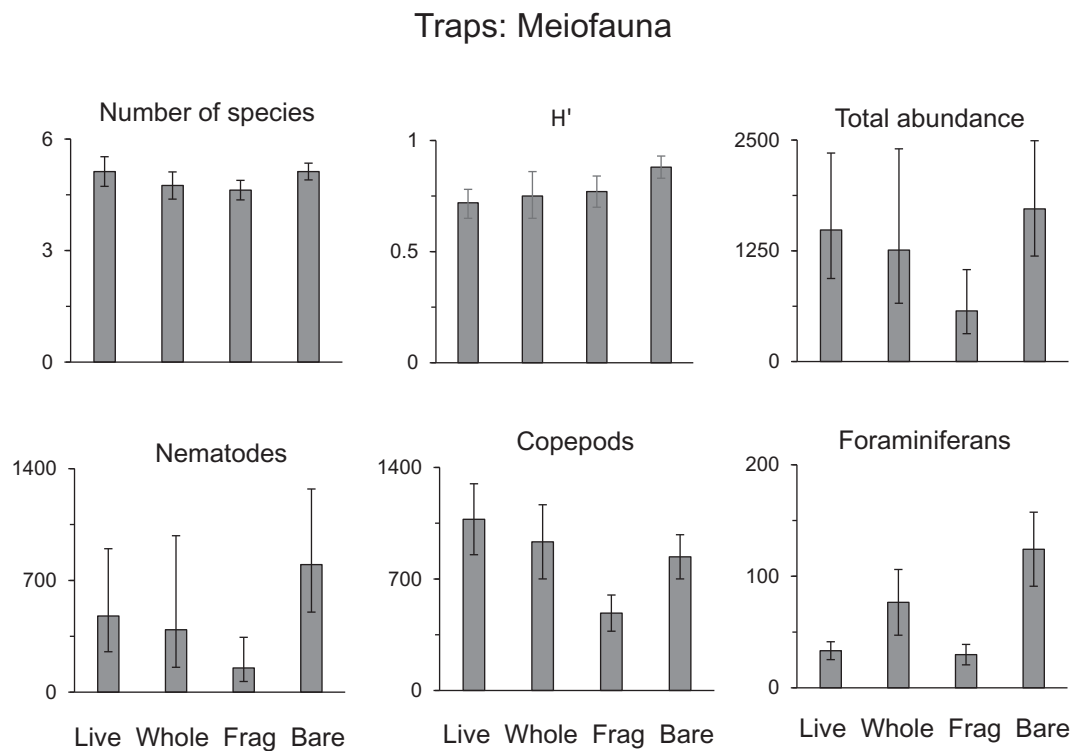 Traps: Meiofauna
Number of species
6
3
0
H'
1
0.5
0
Total abundance
2500
1250
0
Nematodes
1400
700
0
Live Whole Frag Bare
Copepods
1400
700
0
Live Whole Frag Bare
Foraminiferans
200
100
0
Live Whole Frag Bare